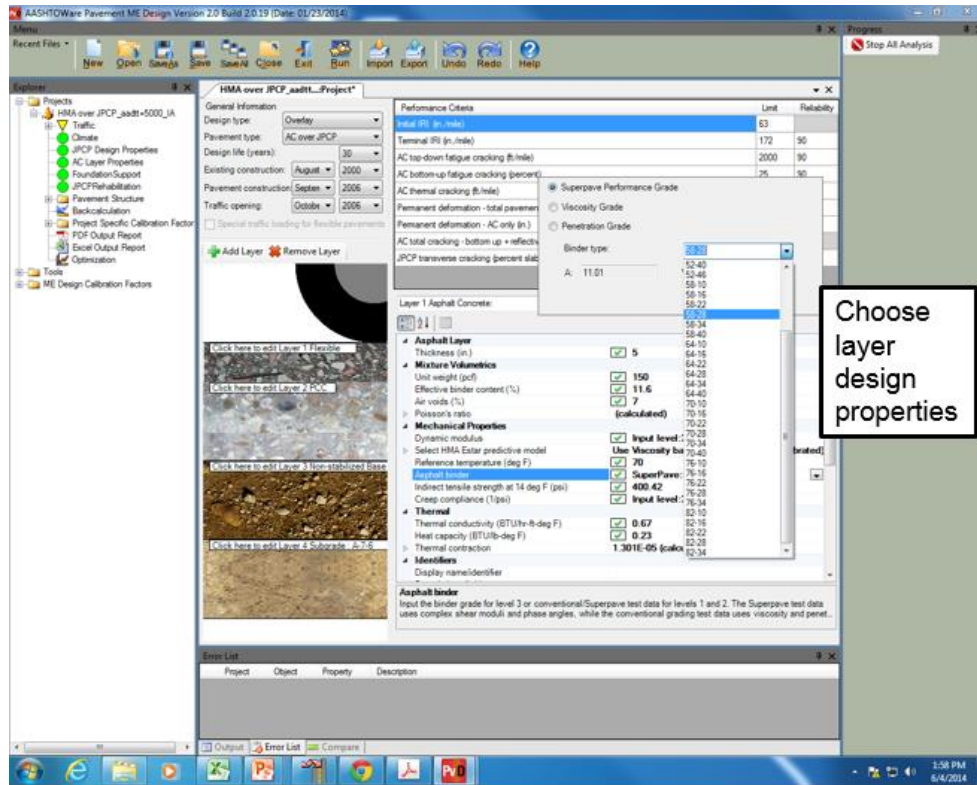 AASHTOWare Pavement ME Design Version 2.0 Build 2.0.19 (Date: 01/23/2014)
Menu
Recent Files
New Open SaveAs Save SaveAll Close Exit Run Import Export Undo Redo Help
Progress
Stop All Analysis
Explorer
Projects
HMA over JPCP_aadtt=5000_IA
Traffic
Climate
JPCP Design Properties
AC Layer Properties
Foundation Support
JPCPRehabilitation
Pavement Structure
Backcalculation
Project Specific Calibration Factor
PDF Output Report
Excel Output Report
Optimization
Tools
ME Design Calibration Factors
HMA over JPCP_aadtt...:Project*
General Information
Design type: Overlay
Pavement type: AC over JPCP
Design life (years): 30
Existing construction: August 2000
Pavement construction: Septen 2006
Traffic opening: Octobe 2006
Special traffic loading for flexible pavements
Add Layer Remove Layer
Click here to edit Layer 1 Flexible
Click here to edit Layer 2 PCC
Click here to edit Layer 3 Non-stabilized Base
Click here to edit Layer 4 Subgrade : A-7-6
Performance Criteria Limit Reliability
Initial IRI (in./mile) 63
Terminal IRI (in./mile) 172 90
AC top-down fatigue cracking (ft/mile) 2000 90
AC bottom-up fatigue cracking (percent) 25 90
AC thermal cracking (ft/mile)
Permanent deformation - total pavemen
Permanent deformation - AC only (in.)
AC total cracking - bottom up + reflectiv
JPCP transverse cracking (percent slab
Superpave Performance Grade
Viscosity Grade
Penetration Grade
Binder type: 58-28
A: 11.01
52-40
52-46
58-10
58-16
58-22
58-28
58-34
58-40
64-10
64-16
64-22
64-28
64-34
64-40
70-10
70-16
70-22
70-28
70-34
70-40
76-10
76-16
76-22
76-28
76-34
82-10
82-16
82-22
82-28
82-34
Layer 1 Asphalt Concrete:
Asphalt Layer
Thickness (in.) 5
Mixture Volumetrics
Unit weight (pcf) 150
Effective binder content (%) 11.6
Air voids (%) 7
Poisson's ratio (calculated)
Mechanical Properties
Dynamic modulus Input level:
Select HMA Estar predictive model Use Viscosity ba brated)
Reference temperature (deg F) 70
Asphalt binder SuperPave:
Indirect tensile strength at 14 deg F (psi) 400.42
Creep compliance (1/psi) Input level:
Thermal
Thermal conductivity (BTU/hr-ft-deg F) 0.67
Heat capacity (BTU/lb-deg F) 0.23
Thermal contraction 1.301E-05 (calcu
Identifiers
Display name/identifier
Asphalt binder
Input the binder grade for level 3 or conventional/Superpave test data for levels 1 and 2. The Superpave test data
uses complex shear moduli and phase angles, while the conventional grading test data uses viscosity and penet...
Choose
layer
design
properties
Error List
Project Object Property Description
Output Error List Compare
1:58 PM
6/4/2014